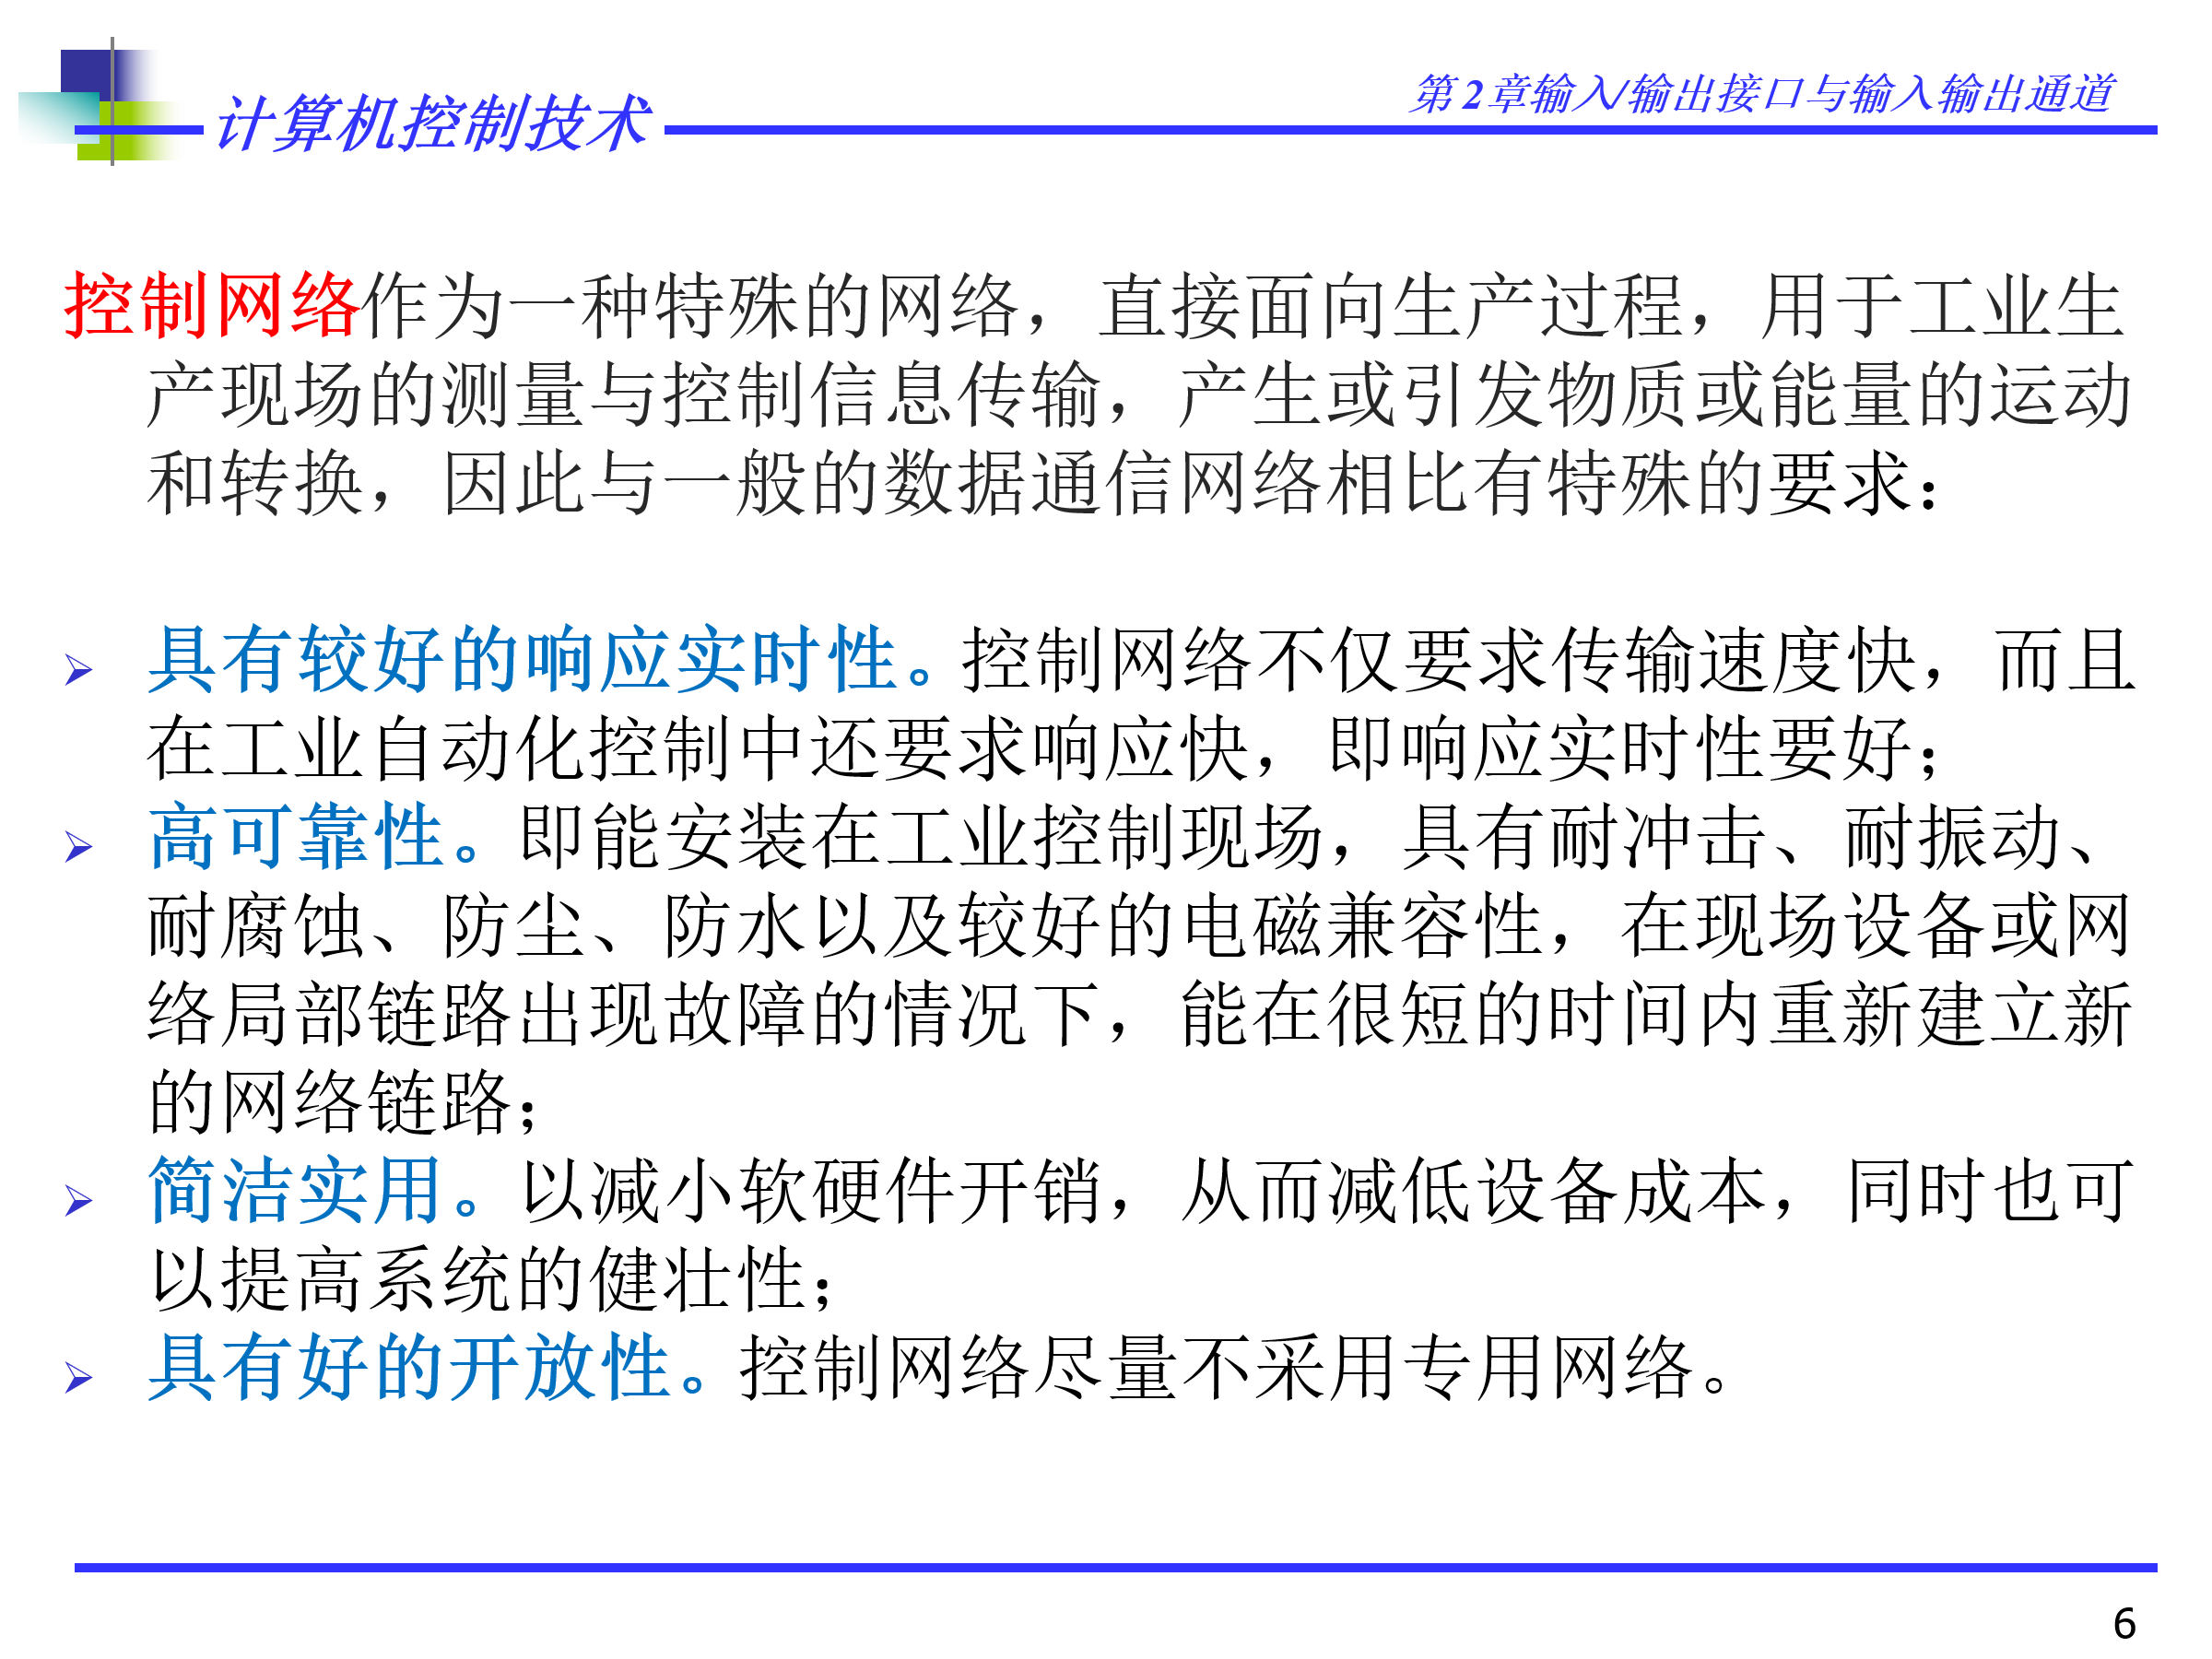 计算机控制技术
第2章输入/输出接口与输入输出通道
控制网络作为一种特殊的网络，直接面向生产过程，用于工业生
产现场的测量与控制信息传输，产生或引发物质或能量的运动
和转换，因此与一般的数据通信网络相比有特殊的要求：
具有较好的响应实时性。控制网络不仅要求传输速度快，而且
在工业自动化控制中还要求响应快，即响应实时性要好；
高可靠性。即能安装在工业控制现场，具有耐冲击、耐振动、
耐腐蚀、防尘、防水以及较好的电磁兼容性，在现场设备或网
络局部链路出现故障的情况下，能在很短的时间内重新建立新
的网络链路；
简洁实用。以减小软硬件开销，从而减低设备成本，同时也可
以提高系统的健壮性；
具有好的开放性。控制网络尽量不采用专用网络。
6